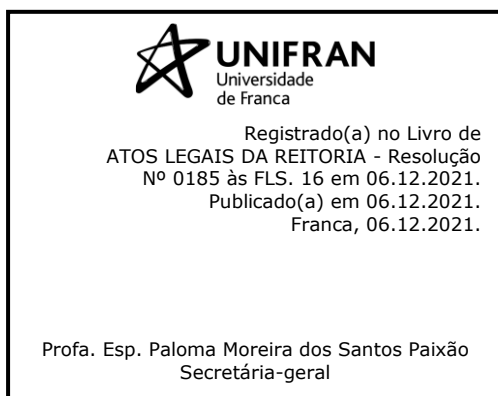 UNIFRAN
Universidade
de Franca
Registrado(a) no Livro de
ATOS LEGAIS DA REITORIA - Resolução
Nº 0185 às FLS. 16 em 06.12.2021.
Publicado(a) em 06.12.2021.
Franca, 06.12.2021.
Profa. Esp. Paloma Moreira dos Santos Paixão
Secretária-geral